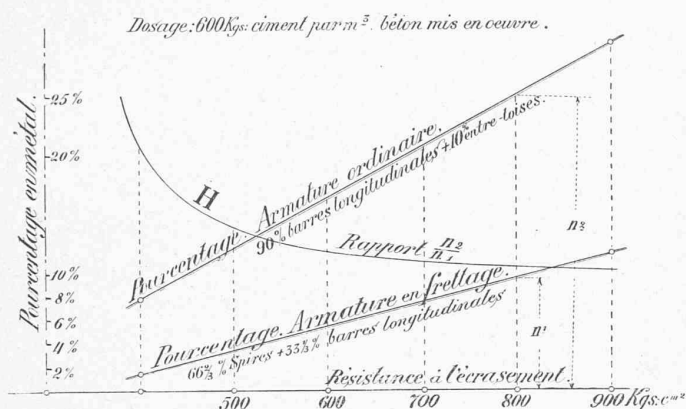 Dosage: 600 Kgs: ciment par m³ béton mis en oeuvre.
Pourcentage en métal.
25%
20%
10%
8%
6%
4%
2%
H
Pourcentage. Armature ordinaire.
90% barres longitudinales + 10% entre-toises.
Rapport n₂/n₁
Pourcentage. Armature en frettage.
66⅔% Spires + 33⅓% barres longitudinales
n¹
Résistance à l'écrasement.
500
600
700
800
900 Kgs:cm²